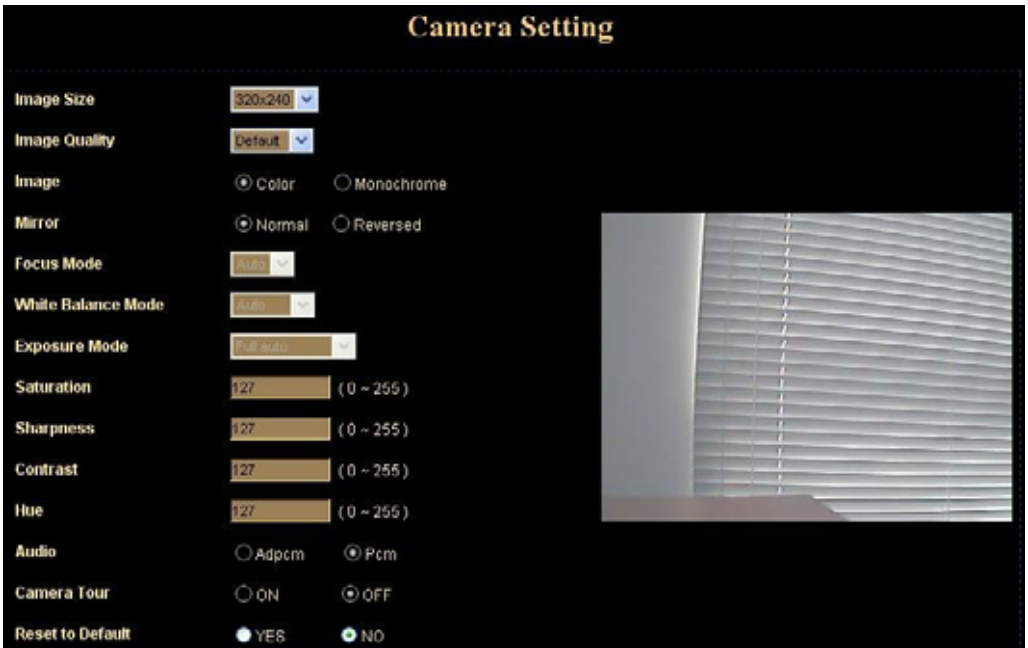 Camera Setting
Image Size 320x240
Image Quality Default
Image Color Monochrome
Mirror Normal Reversed
Focus Mode Auto
White Balance Mode Auto
Exposure Mode Full auto
Saturation 127 ( 0 ~ 255 )
Sharpness 127 ( 0 ~ 255 )
Contrast 127 ( 0 ~ 255 )
Hue 127 ( 0 ~ 255 )
Audio Adpcm Pcm
Camera Tour ON OFF
Reset to Default YES NO